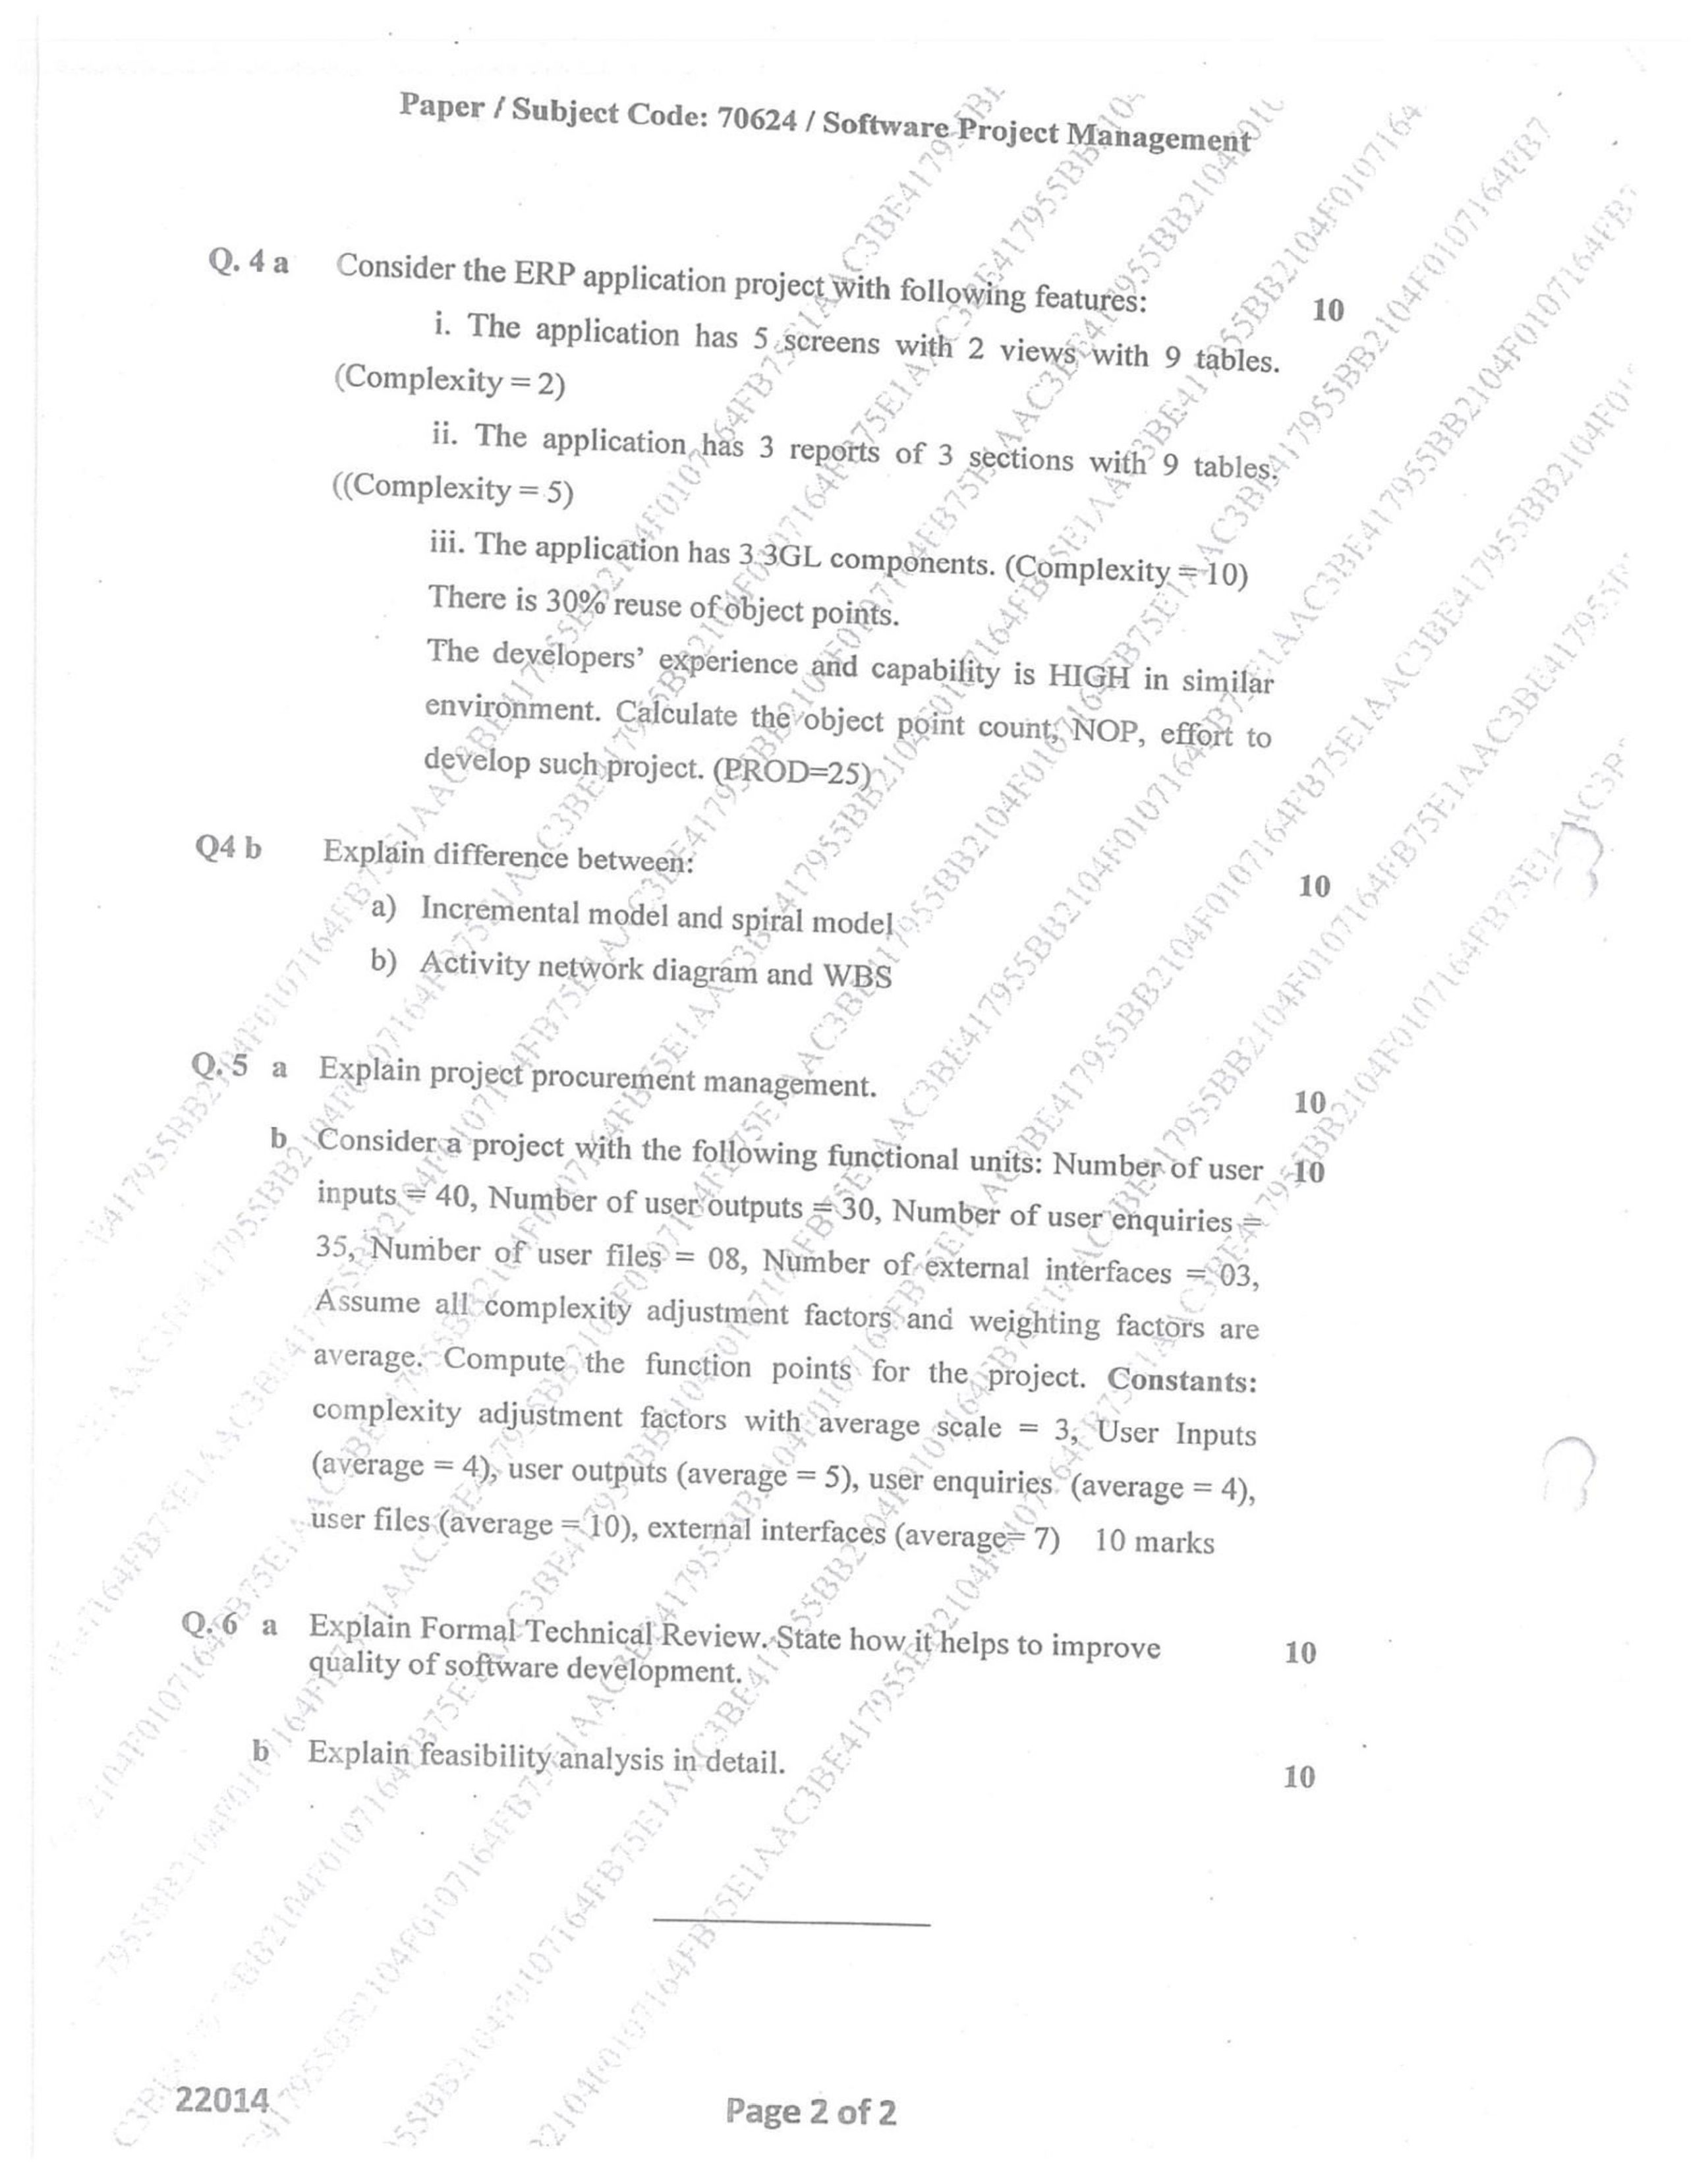 Paper / Subject Code: 70624 / Software Project Management
Q. 4 a Consider the ERP application project with following features: 10
i. The application has 5 screens with 2 views with 9 tables.
(Complexity = 2)
ii. The application has 3 reports of 3 sections with 9 tables.
((Complexity = 5)
iii. The application has 3 3GL components. (Complexity = 10)
There is 30% reuse of object points.
The developers' experience and capability is HIGH in similar
environment. Calculate the object point count, NOP, effort to
develop such project. (PROD=25)
Q4 b Explain difference between: 10
a) Incremental model and spiral model
b) Activity network diagram and WBS
Q. 5 a Explain project procurement management. 10
b Consider a project with the following functional units: Number of user 10
inputs = 40, Number of user outputs = 30, Number of user enquiries =
35, Number of user files = 08, Number of external interfaces = 03,
Assume all complexity adjustment factors and weighting factors are
average. Compute the function points for the project. Constants:
complexity adjustment factors with average scale = 3, User Inputs
(average = 4), user outputs (average = 5), user enquiries (average = 4),
user files (average = 10), external interfaces (average= 7) 10 marks
Q. 6 a Explain Formal Technical Review. State how it helps to improve 10
quality of software development.
b Explain feasibility analysis in detail. 10
22014
Page 2 of 2